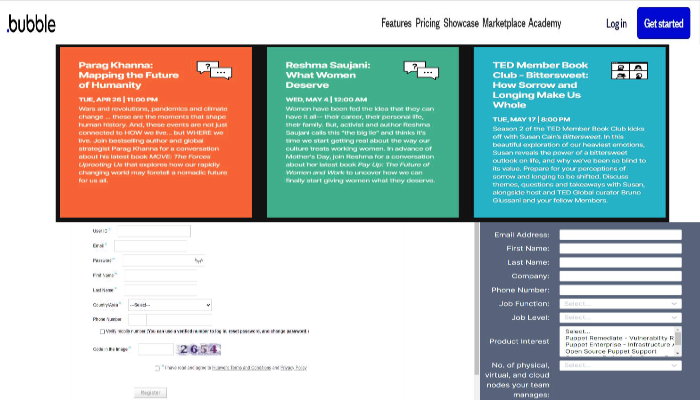 .bubble
Features Pricing Showcase Marketplace Academy
Log in
Get started
Parag Khanna:
Mapping the Future
of Humanity
TUE, APR 26 | 11:00 PM
Wars and revolutions, pandemics and climate
change ... these are the moments that shape
human history. And, these events are not just
connected to HOW we live... but WHERE we
live. Join bestselling author and global
strategist Parag Khanna for a conversation
about his latest book MOVE: The Forces
Uprooting Us that explores how our rapidly
changing world may foretell a nomadic future
for us all.
Reshma Saujani:
What Women
Deserve
WED, MAY 4 | 12:00 AM
Women have been fed the idea that they can
have it all-- their career, their personal life,
their family. But, activist and author Reshma
Saujani calls this "the big lie" and thinks it's
time we start getting real about the way our
culture treats working women. In advance of
Mother's Day, join Reshma for a conversation
about her latest book Pay Up: The Future of
Women and Work to uncover how we can
finally start giving women what they deserve.
TED Member Book
Club - Bittersweet:
How Sorrow and
Longing Make Us
Whole
TUE, MAY 17 | 8:00 PM
Season 2 of the TED Member Book Club kicks
off with Susan Cain's Bittersweet. In this
beautiful exploration of our heaviest emotions,
Susan reveals the power of a bittersweet
outlook on life, and why we've been so blind to
its value. Prepare for your perceptions of
sorrow and longing to be shifted. Discuss
themes, questions and takeaways with Susan,
alongside host and TED Global curator Bruno
Giussani and your fellow Members.
User ID *
Email *
Password *
First Name *
Last Name *
Country/Area * ---Select---
Phone Number
Verify mobile number (You can use a verified number to log in, reset password, and change password.)
Code in the Image * 2654
* I have read and agree to Huawei's Terms and Conditions and Privacy Policy
Register
Email Address:
First Name:
Last Name:
Company:
Phone Number:
Job Function: Select...
Job Level: Select...
Product Interest
Select...
Puppet Remediate - Vulnerability R
Puppet Enterprise - Infrastructure A
Open Source Puppet Support
No. of physical, Select...
virtual, and cloud
nodes your team
manages: